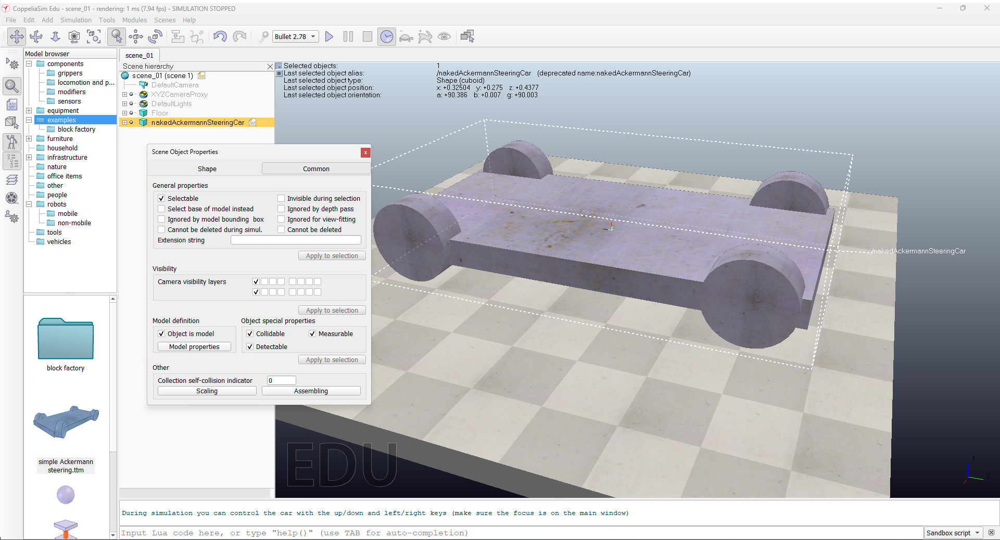 CoppeliaSim Edu - scene_01 - rendering: 1 ms (7.94 fps) - SIMULATION STOPPED
File Edit Add Simulation Tools Modules Scenes Help
Bullet 2.78
RT
Model browser
components
grippers
locomotion and p...
modifiers
sensors
equipment
examples
block factory
furniture
household
infrastructure
nature
office items
other
people
robots
mobile
non-mobile
tools
vehicles
block factory
simple Ackermann
steering.ttm
scene_01
Scene hierarchy
scene_01 (scene 1)
DefaultCamera
XYZCameraProxy
DefaultLights
Floor
nakedAckermannSteeringCar
Selected objects: 1
Last selected object alias: /nakedAckermannSteeringCar (deprecated name:nakedAckermannSteeringCar)
Last selected object type: Shape (cuboid)
Last selected object position: x: +0.32504 y: +0.275 z: +0.4377
Last selected object orientation: a: +90.386 b: +0.007 g: +90.003
Scene Object Properties
x
Shape Common
General properties
Selectable Invisible during selection
Select base of model instead Ignored by depth pass
Ignored by model bounding box Ignored for view-fitting
Cannot be deleted during simul. Cannot be deleted
Extension string
Apply to selection
Visibility
Camera visibility layers
Apply to selection
Model definition Object special properties
Object is model Collidable Measurable
Model properties Detectable
Apply to selection
Other
Collection self-collision indicator 0
Scaling Assembling
/nakedAckermannSteeringCar
EDU
z
y
During simulation you can control the car with the up/down and left/right keys (make sure the focus is on the main window)
Input Lua code here, or type "help()" (use TAB for auto-completion)
Sandbox script